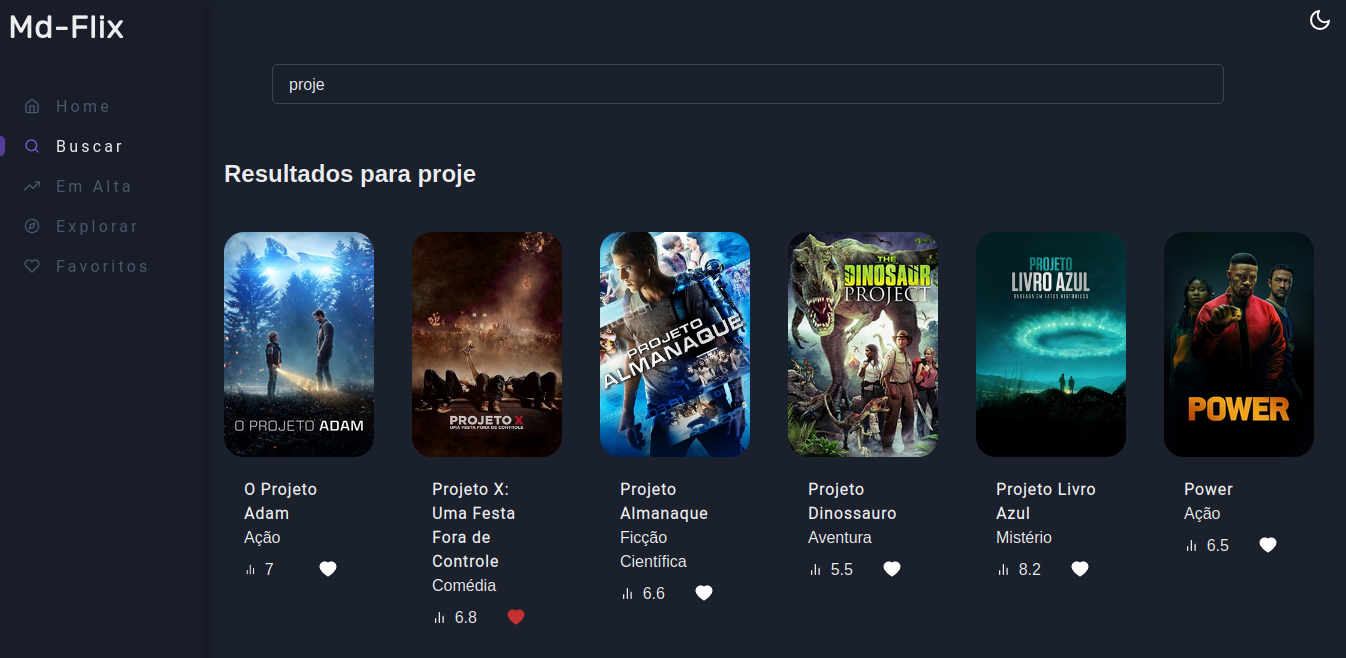 Md-Flix
Home
Buscar
Em Alta
Explorar
Favoritos
proje
Resultados para proje
O PROJETO ADAM
PROJETO X
UMA FESTA FORA DE CONTROLE
PROJETO
ALMANAQUE
THE
DINOSAUR
PROJECT
PROJETO
LIVRO AZUL
BASEADA EM FATOS HISTÓRICOS
POWER
O Projeto
Adam
Ação
7
Projeto X:
Uma Festa
Fora de
Controle
Comédia
6.8
Projeto
Almanaque
Ficção
Científica
6.6
Projeto
Dinossauro
Aventura
5.5
Projeto Livro
Azul
Mistério
8.2
Power
Ação
6.5